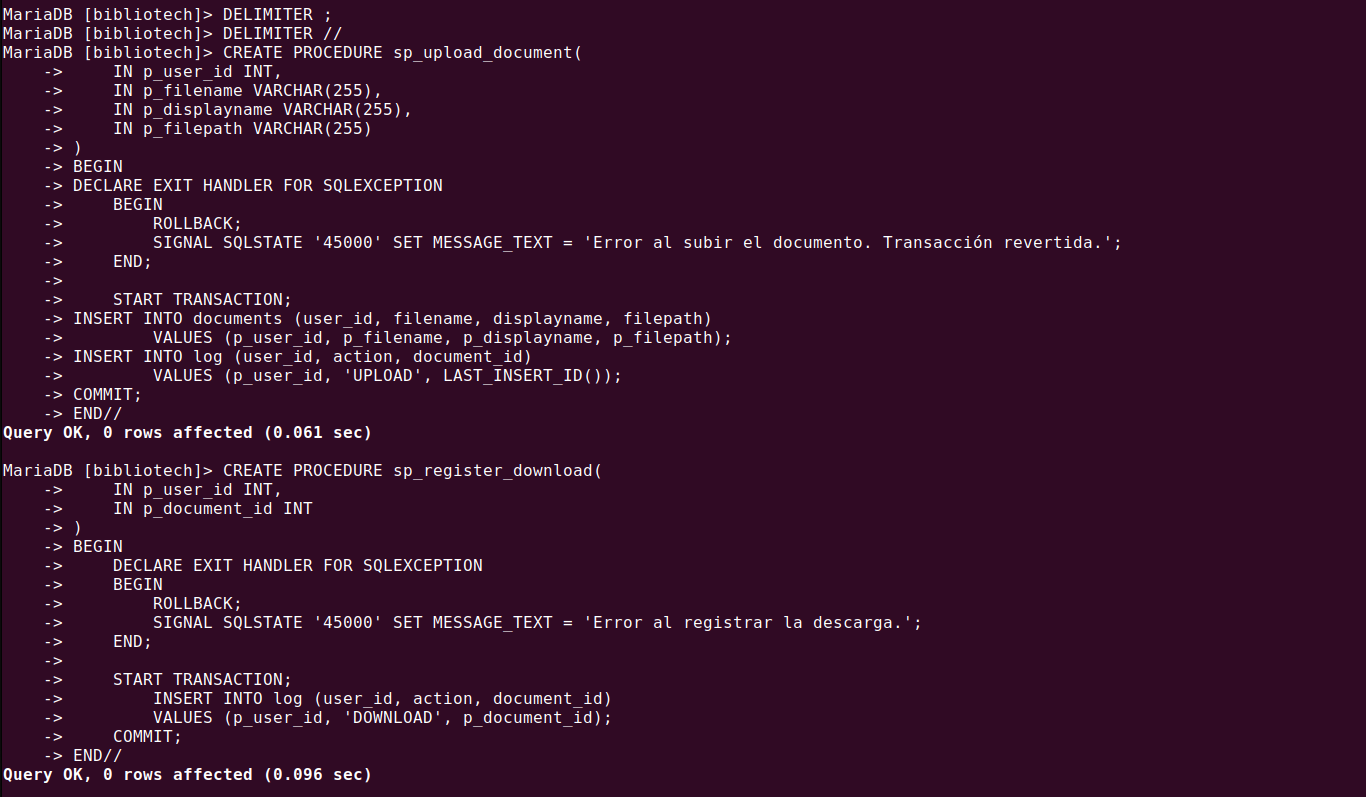 MariaDB [bibliotech]> DELIMITER ;
MariaDB [bibliotech]> DELIMITER //
MariaDB [bibliotech]> CREATE PROCEDURE sp_upload_document(
    ->     IN p_user_id INT,
    ->     IN p_filename VARCHAR(255),
    ->     IN p_displayname VARCHAR(255),
    ->     IN p_filepath VARCHAR(255)
    -> )
    -> BEGIN
    -> DECLARE EXIT HANDLER FOR SQLEXCEPTION
    ->     BEGIN
    ->         ROLLBACK;
    ->         SIGNAL SQLSTATE '45000' SET MESSAGE_TEXT = 'Error al subir el documento. Transacción revertida.';
    ->     END;
    ->
    ->     START TRANSACTION;
    -> INSERT INTO documents (user_id, filename, displayname, filepath)
    ->         VALUES (p_user_id, p_filename, p_displayname, p_filepath);
    -> INSERT INTO log (user_id, action, document_id)
    ->         VALUES (p_user_id, 'UPLOAD', LAST_INSERT_ID());
    -> COMMIT;
    -> END//
Query OK, 0 rows affected (0.061 sec)

MariaDB [bibliotech]> CREATE PROCEDURE sp_register_download(
    ->     IN p_user_id INT,
    ->     IN p_document_id INT
    -> )
    -> BEGIN
    ->     DECLARE EXIT HANDLER FOR SQLEXCEPTION
    ->     BEGIN
    ->         ROLLBACK;
    ->         SIGNAL SQLSTATE '45000' SET MESSAGE_TEXT = 'Error al registrar la descarga.';
    ->     END;
    ->
    ->     START TRANSACTION;
    ->         INSERT INTO log (user_id, action, document_id)
    ->         VALUES (p_user_id, 'DOWNLOAD', p_document_id);
    ->     COMMIT;
    -> END//
Query OK, 0 rows affected (0.096 sec)